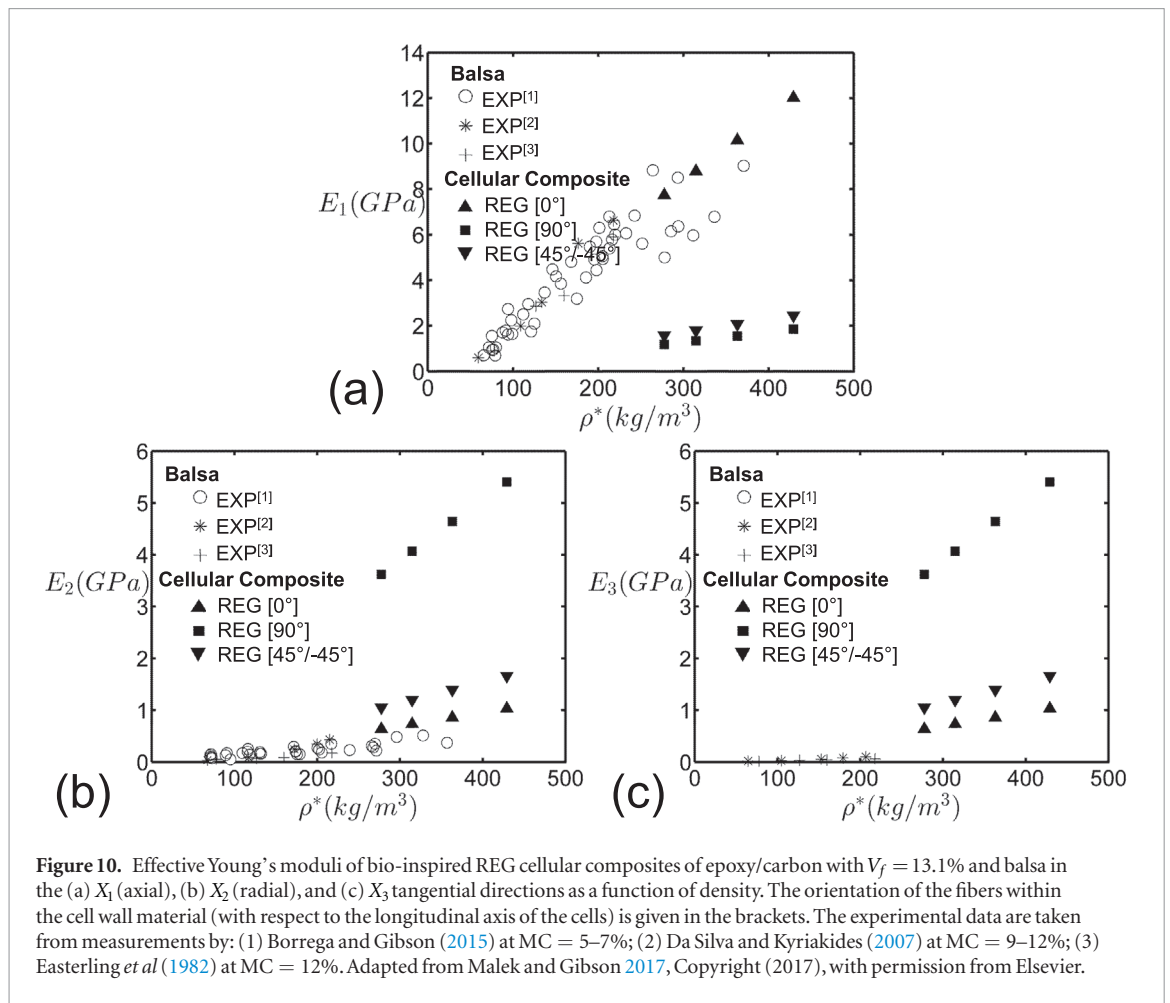 14
12
10
8
6
4
2
0
E₁(GPa)
Balsa
EXP[1]
EXP[2]
EXP[3]
Cellular Composite
REG [0°]
REG [90°]
REG [45°/-45°]
0 100 200 300 400 500
ρ*(kg/m³)
(a)
6
5
4
3
2
1
0
E₂(GPa)
Balsa
EXP[1]
EXP[2]
EXP[3]
Cellular Composite
REG [0°]
REG [90°]
REG [45°/-45°]
0 100 200 300 400 500
ρ*(kg/m³)
(b)
6
5
4
3
2
1
0
E₃(GPa)
Balsa
EXP[1]
EXP[2]
EXP[3]
Cellular Composite
REG [0°]
REG [90°]
REG [45°/-45°]
0 100 200 300 400 500
ρ*(kg/m³)
(c)
Figure 10. Effective Young's moduli of bio-inspired REG cellular composites of epoxy/carbon with V_f = 13.1% and balsa in
the (a) X₁ (axial), (b) X₂ (radial), and (c) X₃ tangential directions as a function of density. The orientation of the fibers within
the cell wall material (with respect to the longitudinal axis of the cells) is given in the brackets. The experimental data are taken
from measurements by: (1) Borrega and Gibson (2015) at MC = 5–7%; (2) Da Silva and Kyriakides (2007) at MC = 9–12%; (3)
Easterling et al (1982) at MC = 12%. Adapted from Malek and Gibson 2017, Copyright (2017), with permission from Elsevier.